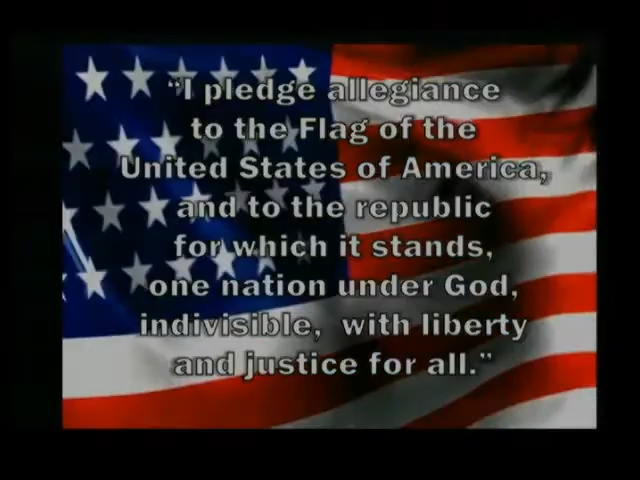 “I pledge allegiance
to the Flag of the
United States of America,
and to the republic
for which it stands,
one nation under God,
indivisible, with liberty
and justice for all.”